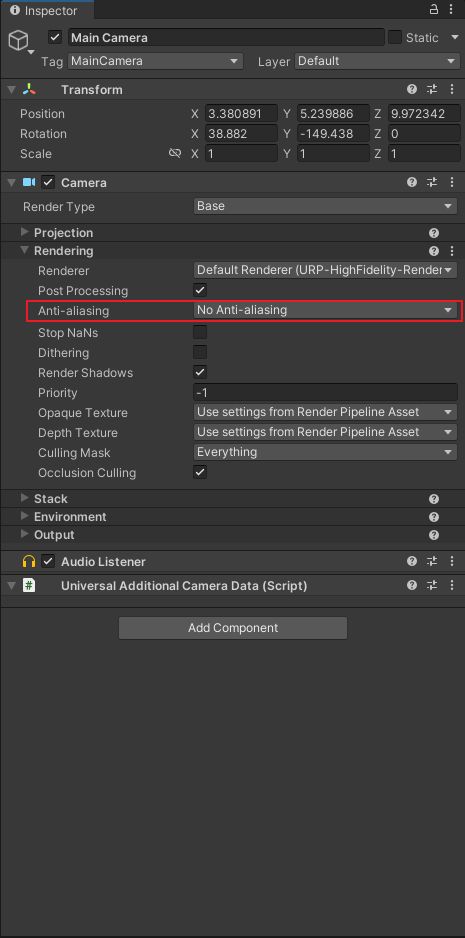 Inspector
Main Camera Static
Tag MainCamera Layer Default
Transform
Position X 3.380891 Y 5.239886 Z 9.972342
Rotation X 38.882 Y -149.438 Z 0
Scale X 1 Y 1 Z 1
Camera
Render Type Base
Projection
Rendering
Renderer Default Renderer (URP-HighFidelity-Render
Post Processing
Anti-aliasing No Anti-aliasing
Stop NaNs
Dithering
Render Shadows
Priority -1
Opaque Texture Use settings from Render Pipeline Asset
Depth Texture Use settings from Render Pipeline Asset
Culling Mask Everything
Occlusion Culling
Stack
Environment
Output
Audio Listener
# Universal Additional Camera Data (Script)
Add Component